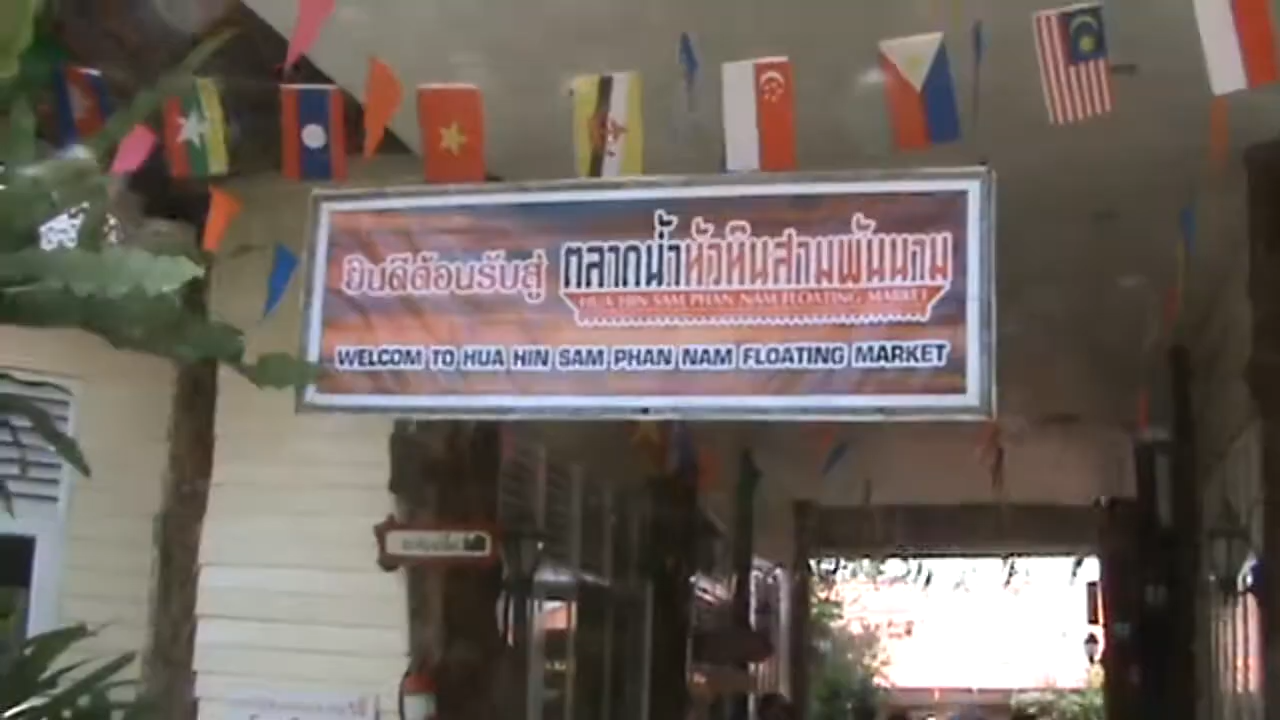 ยินดีต้อนรับสู่ ตลาดน้ำหัวหินสามพันนาม
HUA HIN SAM PHAN NAM FLOATING MARKET
WELCOM TO HUA HIN SAM PHAN NAM FLOATING MARKET